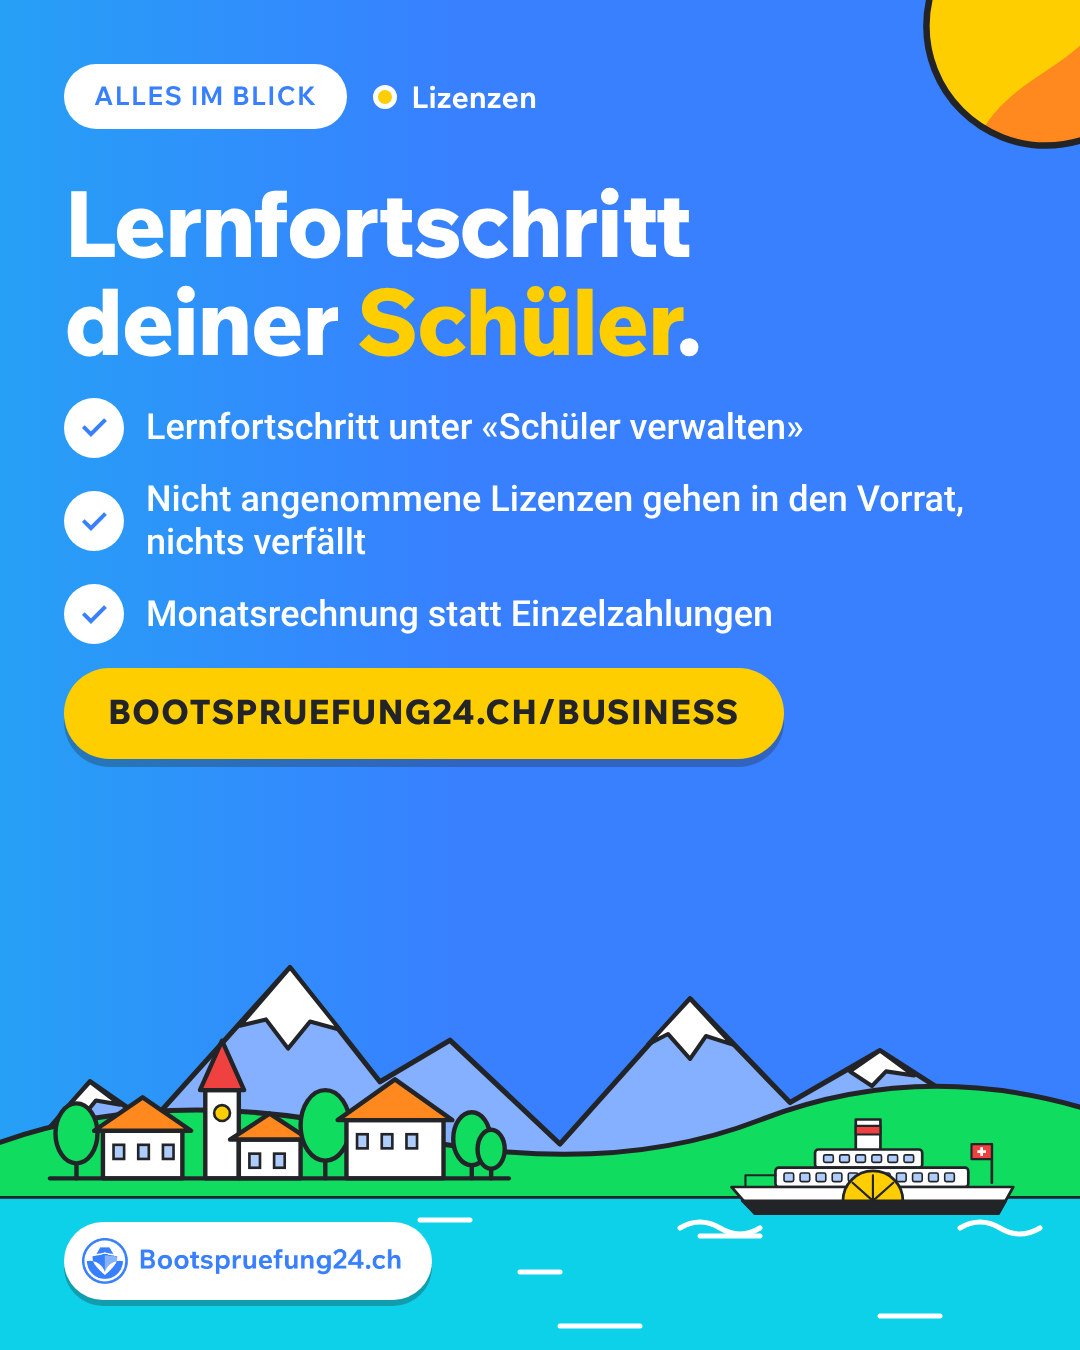 ALLES IM BLICK
Lizenzen
Lernfortschritt
deiner Schüler.
Lernfortschritt unter «Schüler verwalten»
Nicht angenommene Lizenzen gehen in den Vorrat,
nichts verfällt
Monatsrechnung statt Einzelzahlungen
BOOTSPRUEFUNG24.CH/BUSINESS
Bootspruefung24.ch